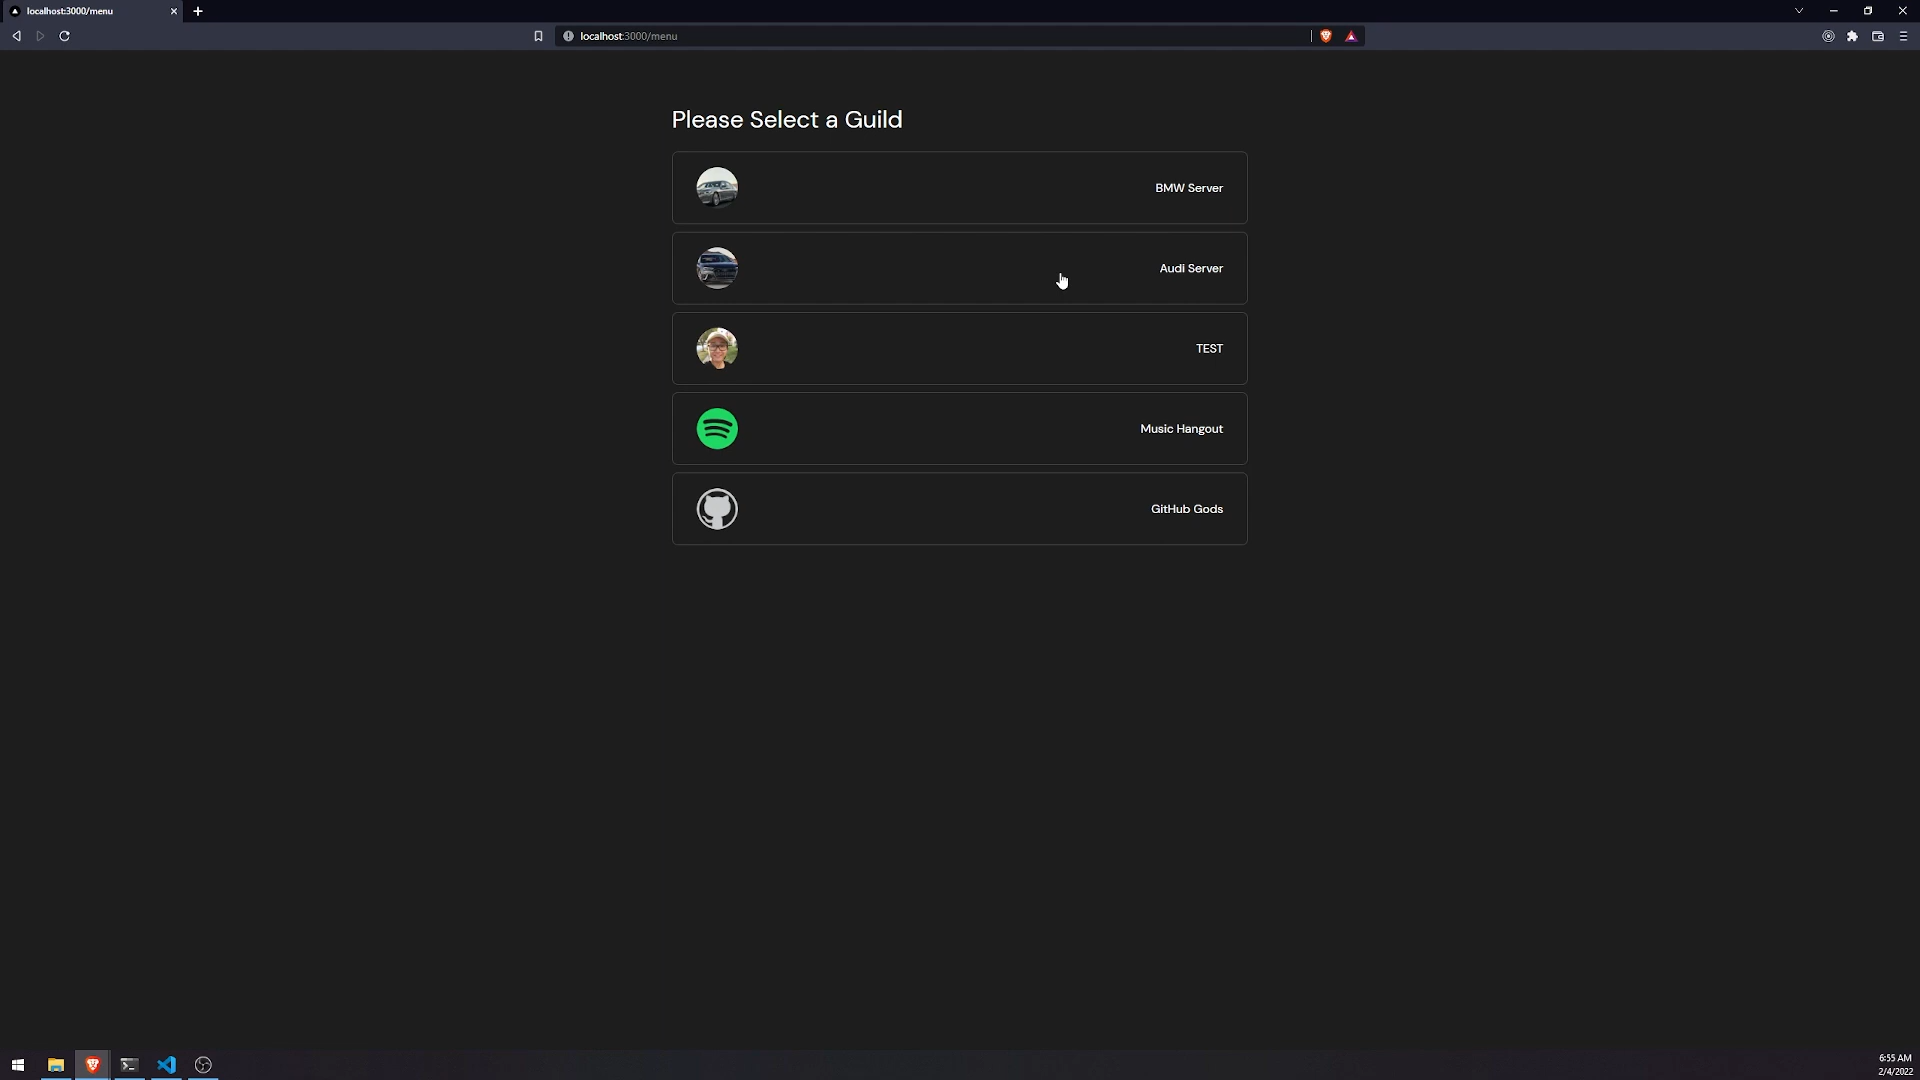 localhost:3000/menu
localhost:3000/menu
Please Select a Guild
BMW Server
Audi Server
TEST
Music Hangout
GitHub Gods
6:55 AM
2/4/2022